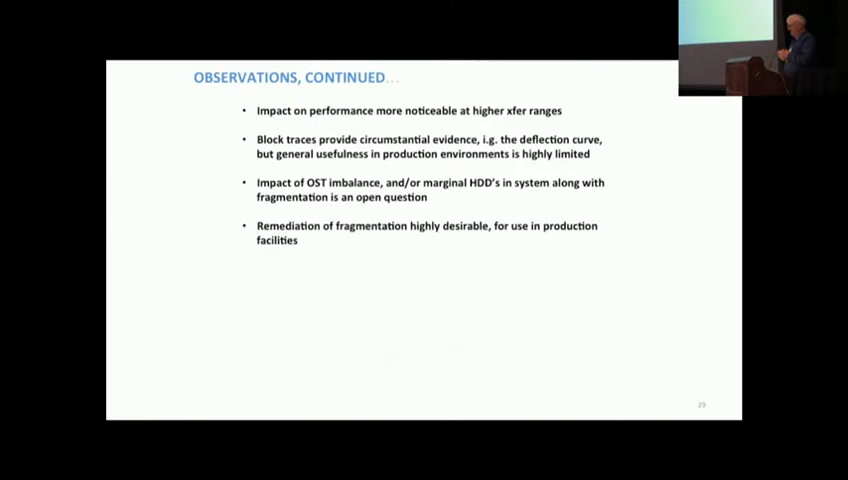 OBSERVATIONS, CONTINUED...
• Impact on performance more noticeable at higher xfer ranges
• Block traces provide circumstantial evidence, i.g. the deflection curve,
but general usefulness in production environments is highly limited
• Impact of OST imbalance, and/or marginal HDD's in system along with
fragmentation is an open question
• Remediation of fragmentation highly desirable, for use in production
facilities
29